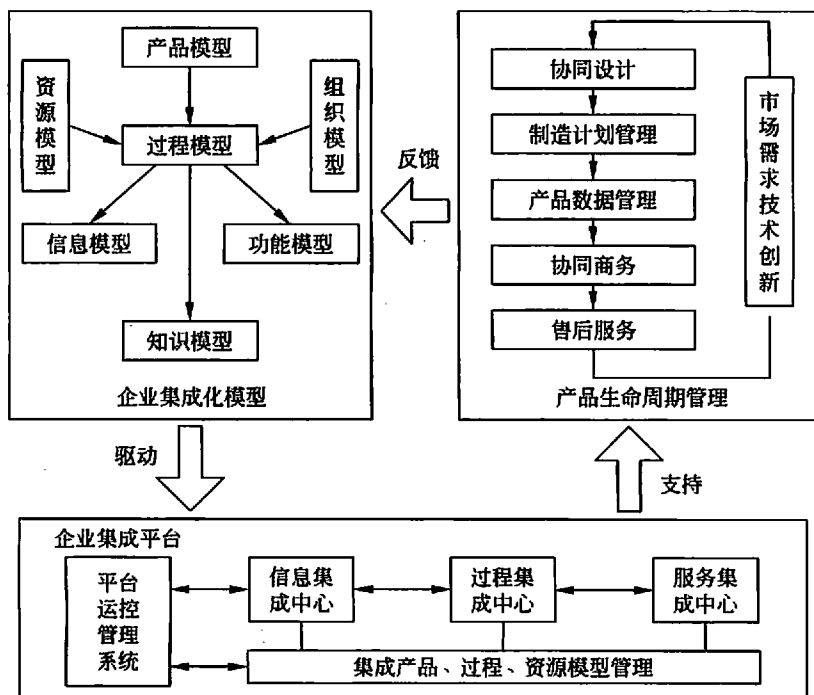 产品模型
资源模型
组织模型
过程模型
信息模型
功能模型
知识模型
企业集成化模型
反馈
协同设计
制造计划管理
产品数据管理
协同商务
售后服务
市场需求技术创新
产品生命周期管理
驱动
支持
企业集成平台
平台
运控
管理
系统
信息集
成中心
过程集
成中心
服务集
成中心
集成产品、过程、资源模型管理